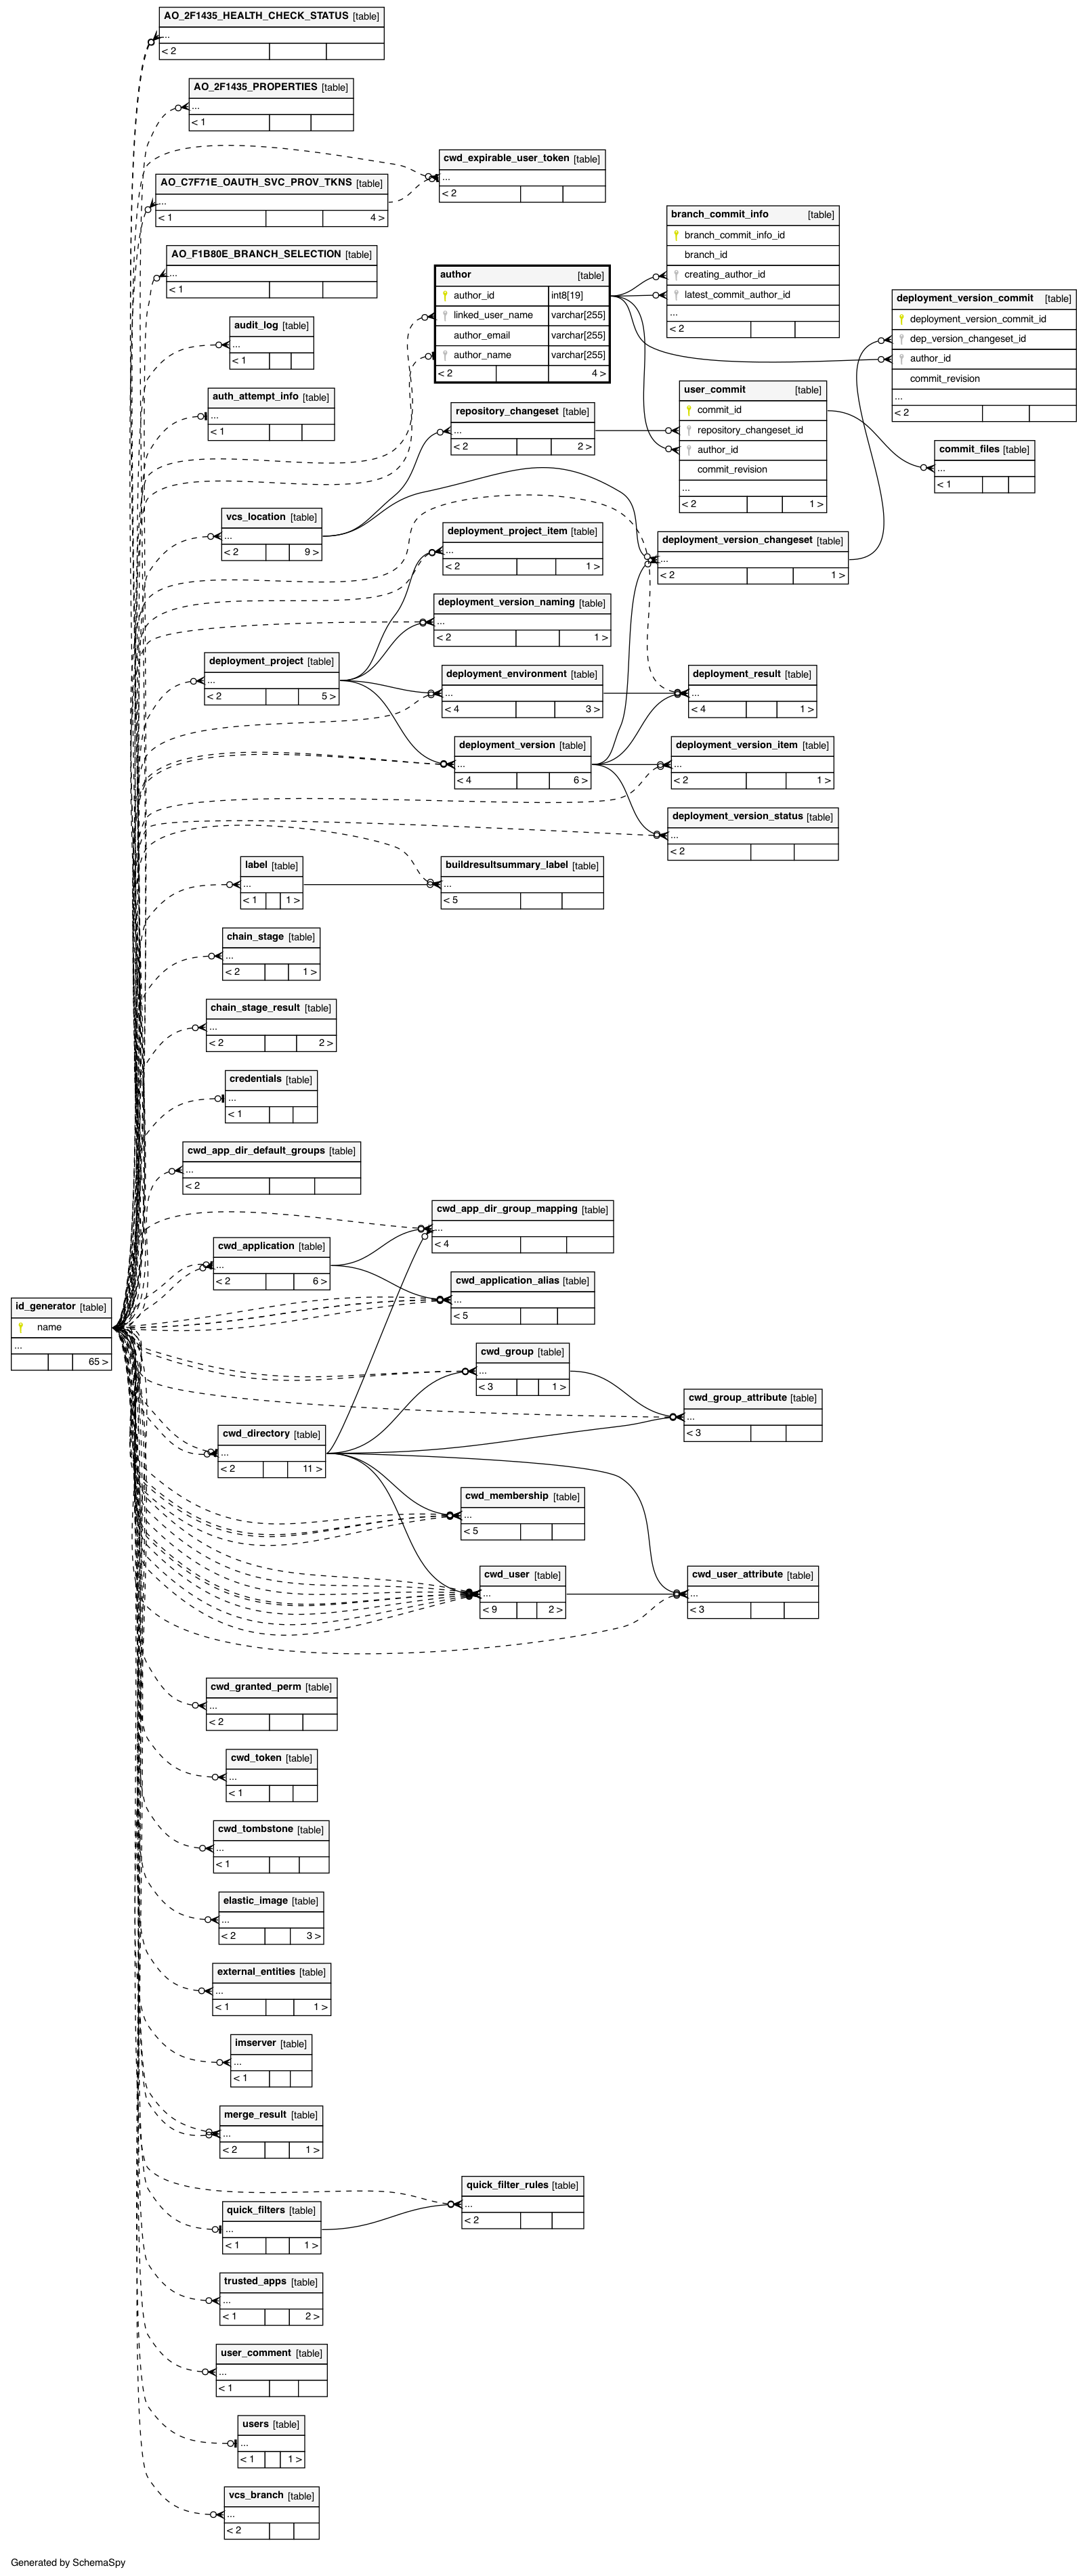 AO_2F1435_HEALTH_CHECK_STATUS [table]
...
< 2
AO_2F1435_PROPERTIES [table]
...
< 1
cwd_expirable_user_token [table]
...
< 2
AO_C7F71E_OAUTH_SVC_PROV_TKNS [table]
...
< 1 4 >
branch_commit_info [table]
branch_commit_info_id
branch_id
creating_author_id
latest_commit_author_id
...
< 2
AO_F1B80E_BRANCH_SELECTION [table]
...
< 1
author [table]
author_id int8[19]
linked_user_name varchar[255]
author_email varchar[255]
author_name varchar[255]
< 2 4 >
deployment_version_commit [table]
deployment_version_commit_id
dep_version_changeset_id
author_id
commit_revision
...
< 2
audit_log [table]
...
< 1
auth_attempt_info [table]
...
< 1
user_commit [table]
commit_id
repository_changeset_id
author_id
commit_revision
...
< 2 1 >
repository_changeset [table]
...
< 2 2 >
commit_files [table]
...
< 1
vcs_location [table]
...
< 2 9 >
deployment_project_item [table]
...
< 2 1 >
deployment_version_changeset [table]
...
< 2 1 >
deployment_version_naming [table]
...
< 2 1 >
deployment_project [table]
...
< 2 5 >
deployment_environment [table]
...
< 4 3 >
deployment_result [table]
...
< 4 1 >
deployment_version [table]
...
< 4 6 >
deployment_version_item [table]
...
< 2 1 >
deployment_version_status [table]
...
< 2
label [table]
...
< 1 1 >
buildresultsummary_label [table]
...
< 5
chain_stage [table]
...
< 2 1 >
chain_stage_result [table]
...
< 2 2 >
credentials [table]
...
< 1
cwd_app_dir_default_groups [table]
...
< 2
cwd_app_dir_group_mapping [table]
...
< 4
cwd_application [table]
...
< 2 6 >
cwd_application_alias [table]
...
< 5
id_generator [table]
name
...
65 >
cwd_group [table]
...
< 3 1 >
cwd_group_attribute [table]
...
< 3
cwd_directory [table]
...
< 2 11 >
cwd_membership [table]
...
< 5
cwd_user [table]
...
< 9 2 >
cwd_user_attribute [table]
...
< 3
cwd_granted_perm [table]
...
< 2
cwd_token [table]
...
< 1
cwd_tombstone [table]
...
< 1
elastic_image [table]
...
< 2 3 >
external_entities [table]
...
< 1 1 >
imserver [table]
...
< 1
merge_result [table]
...
< 2 1 >
quick_filter_rules [table]
...
< 2
quick_filters [table]
...
< 1 1 >
trusted_apps [table]
...
< 1 2 >
user_comment [table]
...
< 1
users [table]
...
< 1 1 >
vcs_branch [table]
...
< 2
Generated by SchemaSpy